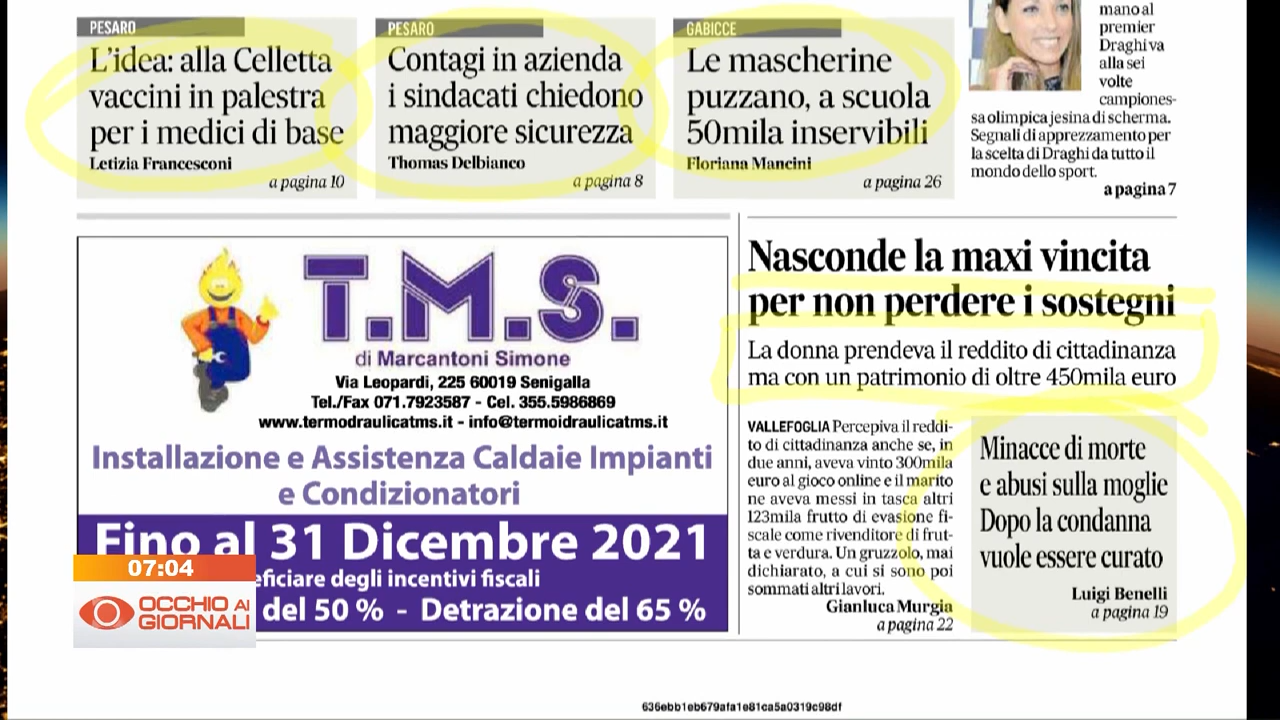 PESARO
L'idea: alla Celletta
vaccini in palestra
per i medici di base
Letizia Francesconi
a pagina 10
PESARO
Contagi in azienda
i sindacati chiedono
maggiore sicurezza
Thomas Delbianco
a pagina 8
GABICCE
Le mascherine
puzzano, a scuola
50mila inservibili
Floriana Mancini
a pagina 26
mano al
premier
Draghi va
alla sei
volte
campiones-
sa olimpica jesina di scherma.
Segnali di apprezzamento per
la scelta di Draghi da tutto il
mondo dello sport.
a pagina 7
T.M.S.
di Marcantoni Simone
Via Leopardi, 225 60019 Senigalla
Tel./Fax 071.7923587 - Cel. 355.5986869
www.termodraulicatms.it - info@termoidraulicatms.it
Installazione e Assistenza Caldaie Impianti
e Condizionatori
Fino al 31 Dicembre 2021
eficiare degli incentivi fiscali
del 50 % - Detrazione del 65 %
Nasconde la maxi vincita
per non perdere i sostegni
La donna prendeva il reddito di cittadinanza
ma con un patrimonio di oltre 450mila euro
VALLEFOGLIA Percepiva il reddi-
to di cittadinanza anche se, in
due anni, aveva vinto 300mila
euro al gioco online e il marito
ne aveva messi in tasca altri
123mila frutto di evasione fi-
scale come rivenditore di frut-
ta e verdura. Un gruzzolo, mai
dichiarato, a cui si sono poi
sommati altri lavori.
Gianluca Murgia
a pagina 22
Minacce di morte
e abusi sulla moglie
Dopo la condanna
vuole essere curato
Luigi Benelli
a pagina 19
07:04
OCCHIO AI
GIORNALI
636ebb1eb679afa1e81ca5a0319c98df